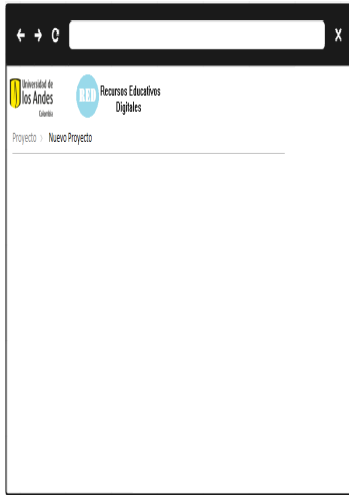 Universidad de
los Andes
Colombia
RED
Recursos Educativos
Digitales
Proyecto > Nuevo Proyecto